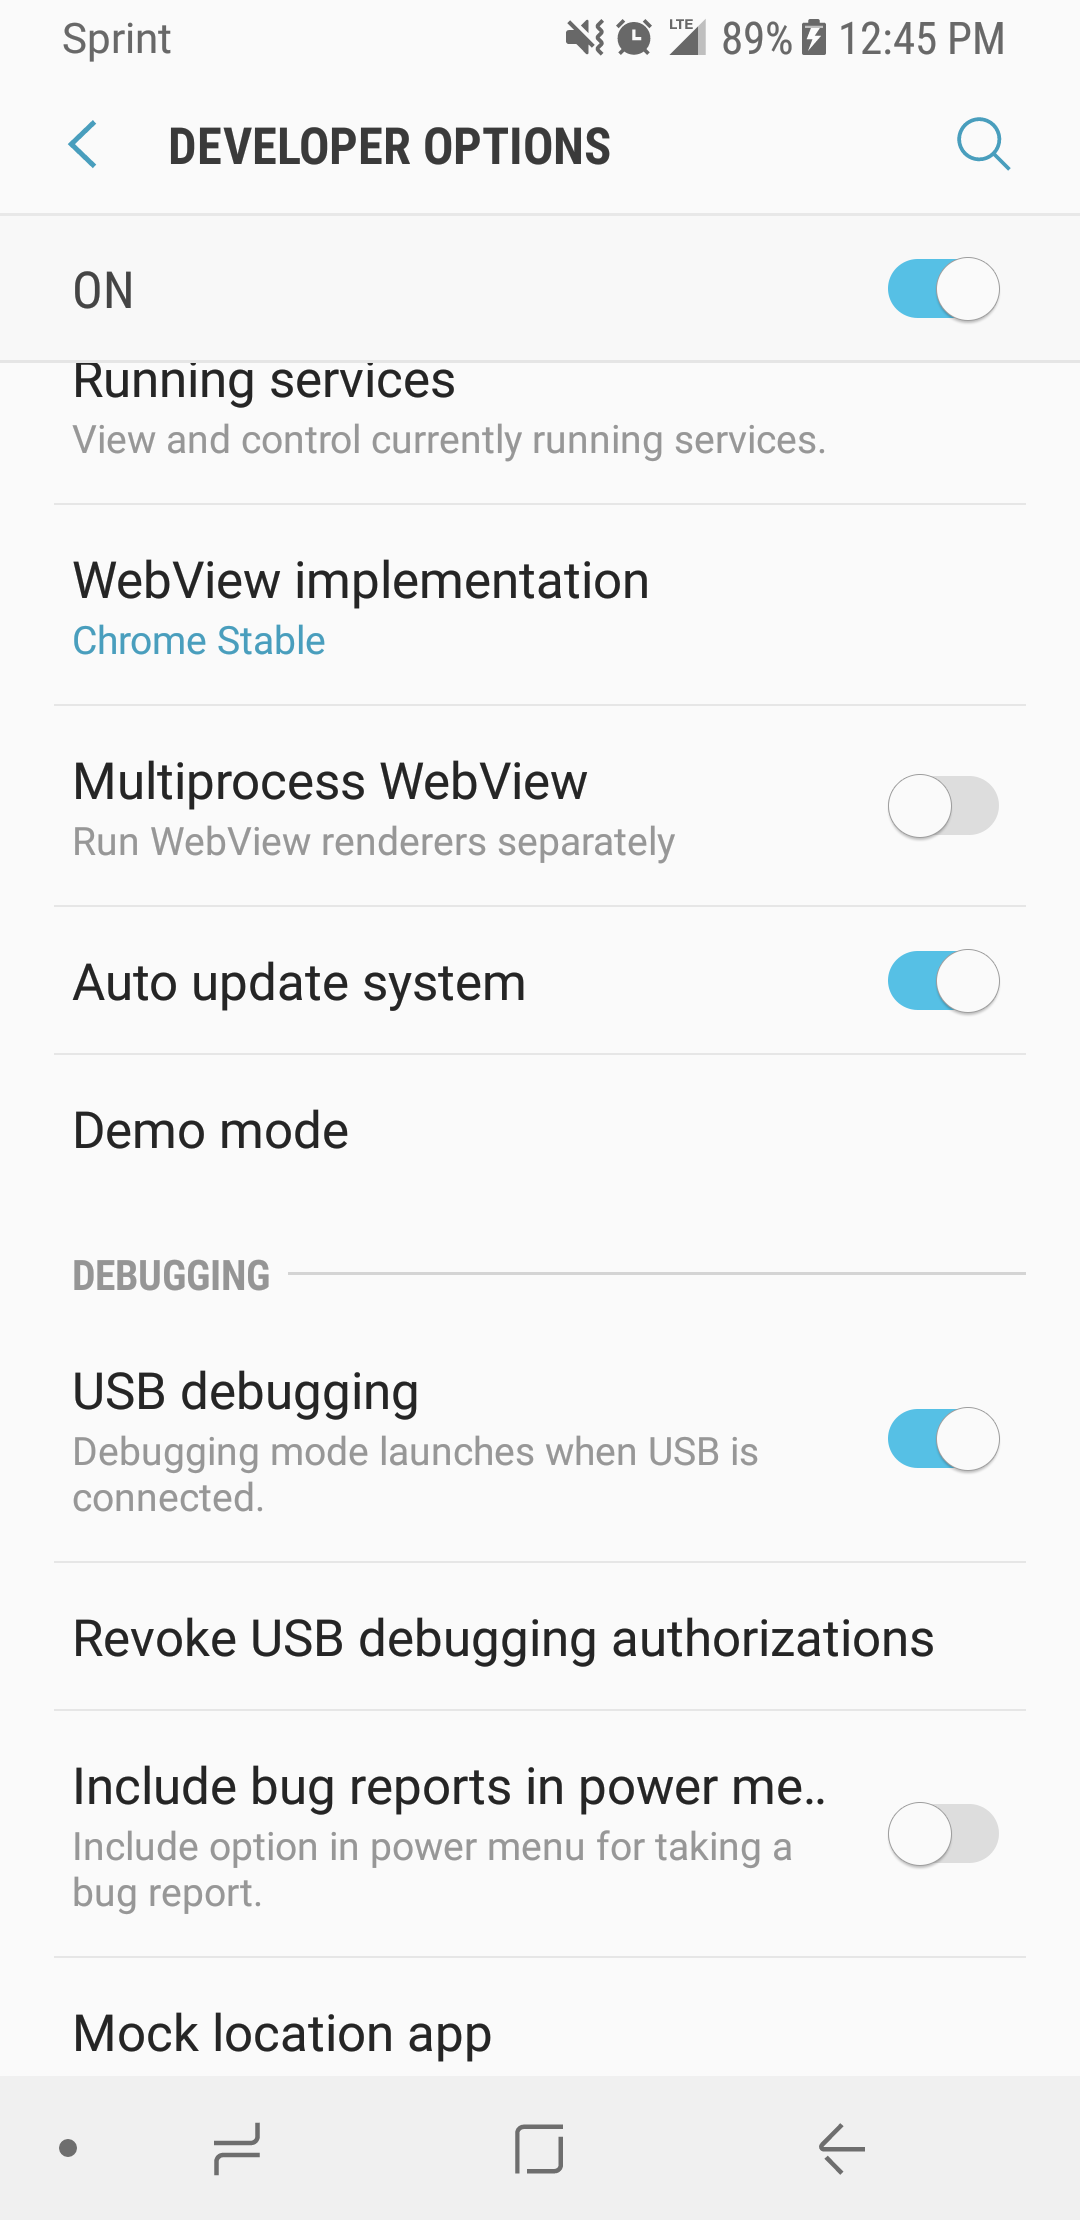 Sprint LTE 89% 12:45 PM
DEVELOPER OPTIONS
ON
Running services
View and control currently running services.
WebView implementation
Chrome Stable
Multiprocess WebView
Run WebView renderers separately
Auto update system
Demo mode
DEBUGGING
USB debugging
Debugging mode launches when USB is
connected.
Revoke USB debugging authorizations
Include bug reports in power me..
Include option in power menu for taking a
bug report.
Mock location app